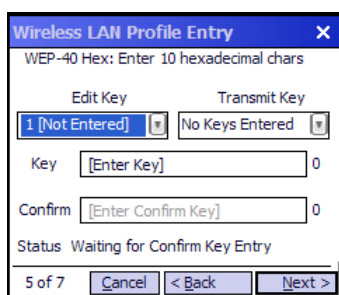 Wireless LAN Profile Entry X
WEP-40 Hex: Enter 10 hexadecimal chars
Edit Key Transmit Key
1 [Not Entered] No Keys Entered
Key [Enter Key] 0
Confirm [Enter Confirm Key] 0
Status Waiting for Confirm Key Entry
5 of 7 Cancel < Back Next >